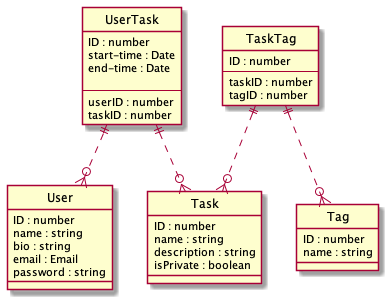 UserTask
ID : number
start-time : Date
end-time : Date
userID : number
taskID : number
TaskTag
ID : number
taskID : number
tagID : number
User
ID : number
name : string
bio : string
email : Email
password : string
Task
ID : number
name : string
description : string
isPrivate : boolean
Tag
ID : number
name : string